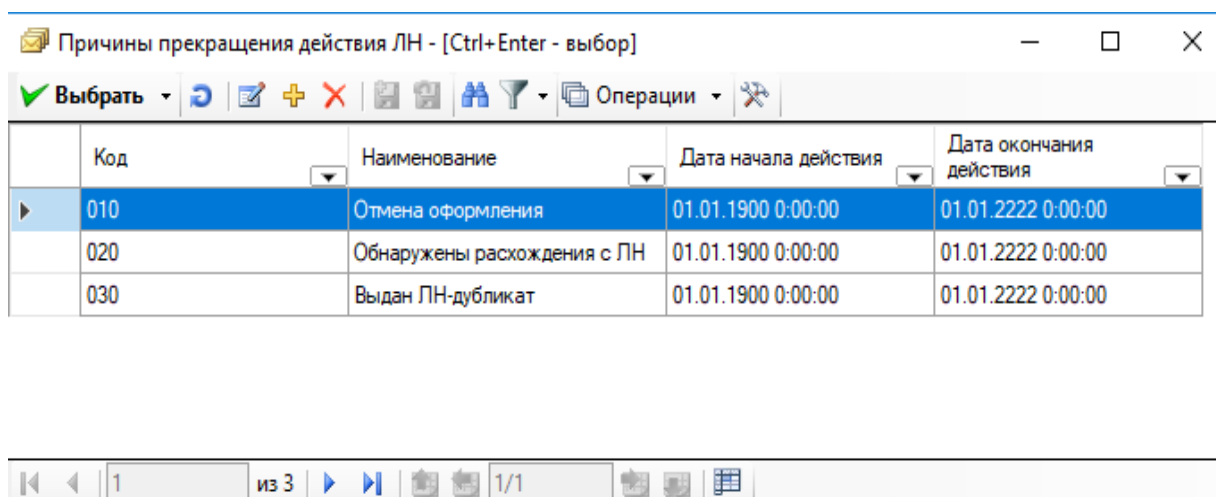 Причины прекращения действия ЛН - [Ctrl+Enter - выбор]
Выбрать Операции
Код Наименование Дата начала действия Дата окончания действия
010 Отмена оформления 01.01.1900 0:00:00 01.01.2222 0:00:00
020 Обнаружены расхождения с ЛН 01.01.1900 0:00:00 01.01.2222 0:00:00
030 Выдан ЛН-дубликат 01.01.1900 0:00:00 01.01.2222 0:00:00
1 из 3 1/1